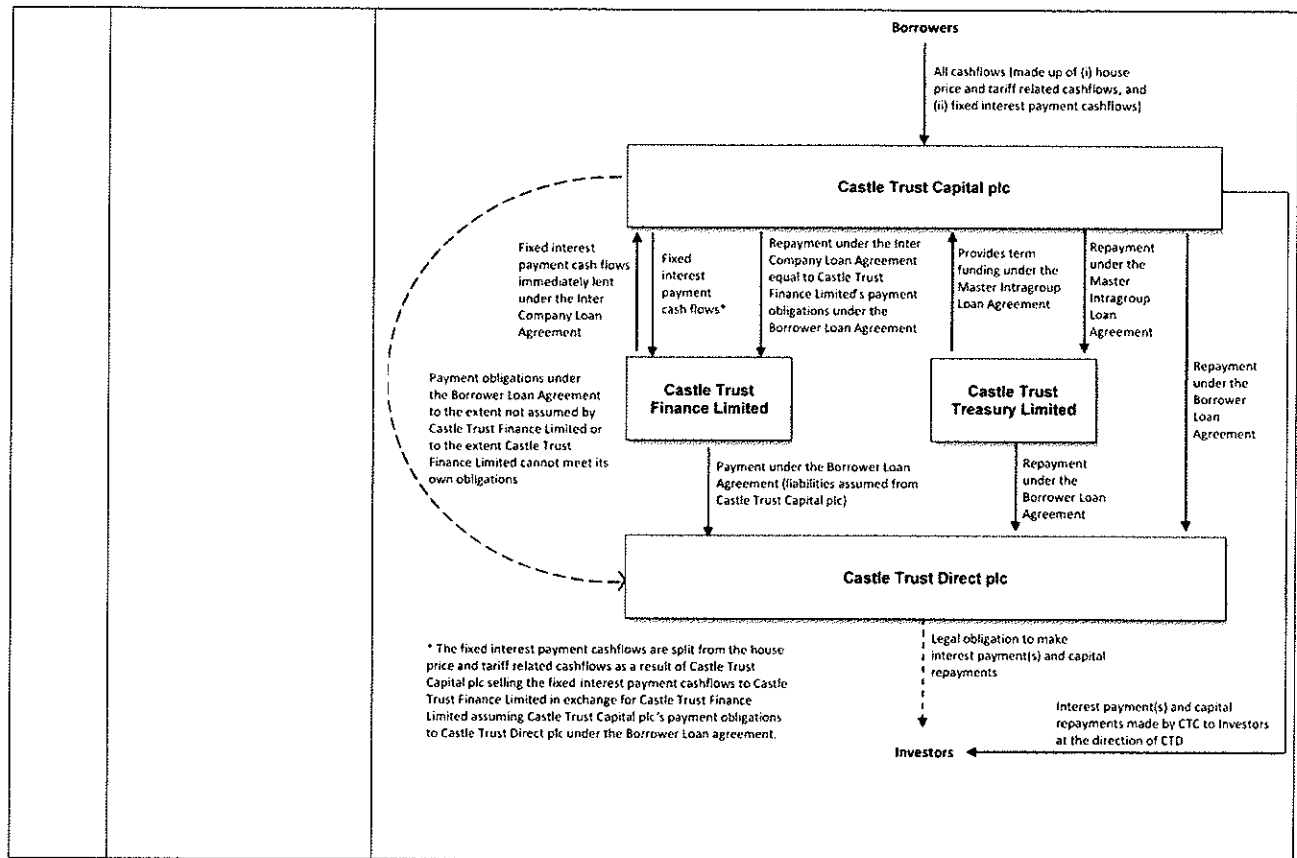 Borrowers
All cashflows (made up of (i) house
price and tariff related cashflows, and
(ii) fixed interest payment cashflows)
Castle Trust Capital plc
Fixed interest
payment cash flows
immediately lent
under the Inter
Company Loan
Agreement
Fixed
interest
payment
cash flows*
Repayment under the Inter
Company Loan Agreement
equal to Castle Trust
Finance Limited's payment
obligations under the
Borrower Loan Agreement
Provides term
funding under the
Master Intragroup
Loan Agreement
Repayment
under the
Master
Intragroup
Loan
Agreement
Payment obligations under
the Borrower Loan Agreement
to the extent not assumed by
Castle Trust Finance Limited or
to the extent Castle Trust
Finance Limited cannot meet its
own obligations
Castle Trust
Finance Limited
Castle Trust
Treasury Limited
Repayment
under the
Borrower
Loan
Agreement
Payment under the Borrower Loan
Agreement (liabilities assumed from
Castle Trust Capital plc)
Repayment
under the
Borrower Loan
Agreement
Castle Trust Direct plc
* The fixed interest payment cashflows are split from the house
price and tariff related cashflows as a result of Castle Trust
Capital plc selling the fixed interest payment cashflows to Castle
Trust Finance Limited in exchange for Castle Trust Finance
Limited assuming Castle Trust Capital plc's payment obligations
to Castle Trust Direct plc under the Borrower Loan agreement.
Legal obligation to make
interest payment(s) and capital
repayments
Interest payment(s) and capital
repayments made by CTC to Investors
at the direction of CTD
Investors